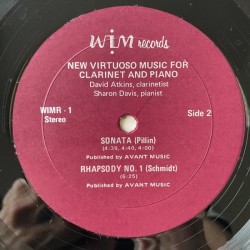 WIM records
NEW VIRTUOSO MUSIC FOR
CLARINET AND PIANO
David Atkins, clarinetist
Sharon Davis, pianist
WIMR - 1
Stereo
Side 2
SONATA (Pillin)
(4:39, 4:40, 4:00)
Published by AVANT MUSIC
RHAPSODY NO. 1 (Schmidt)
(6:25)
Published by AVANT MUSIC